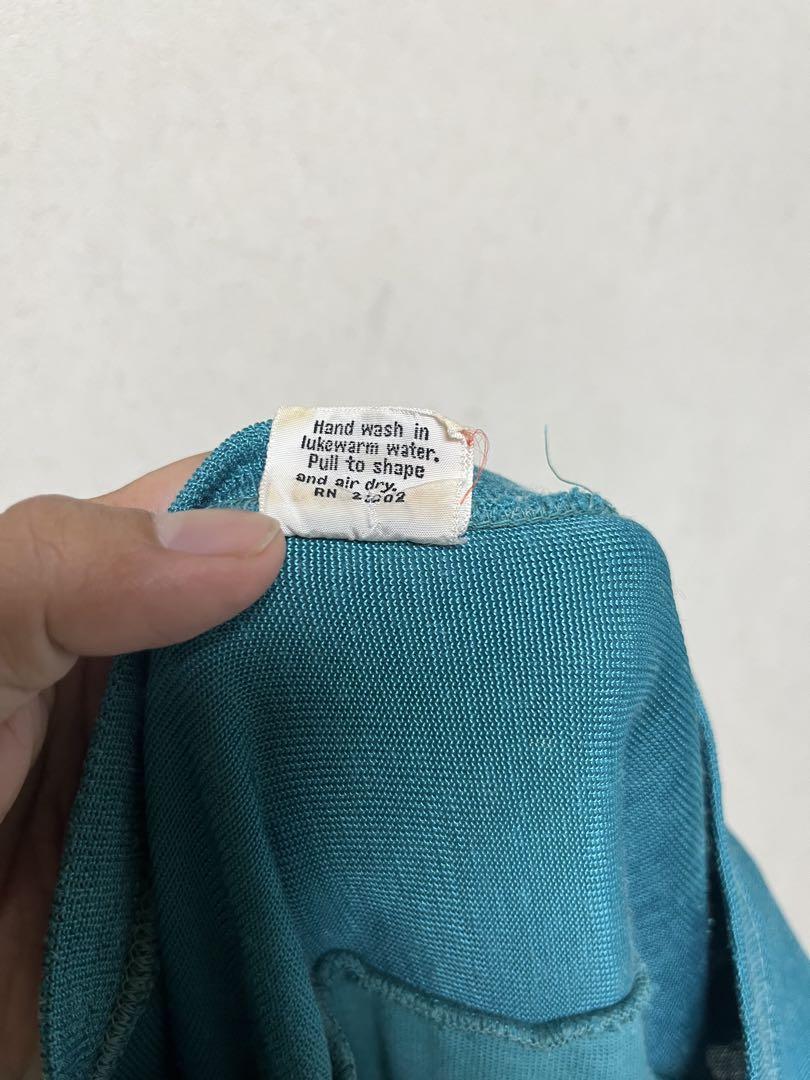 Hand wash in
lukewarm water.
Pull to shape
and air dry.
RN